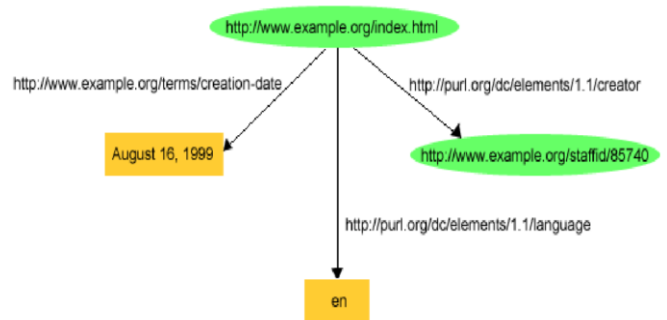 http://www.example.org/index.html
http://www.example.org/terms/creation-date
http://purl.org/dc/elements/1.1/creator
August 16, 1999
http://www.example.org/staffid/85740
http://purl.org/dc/elements/1.1/language
en